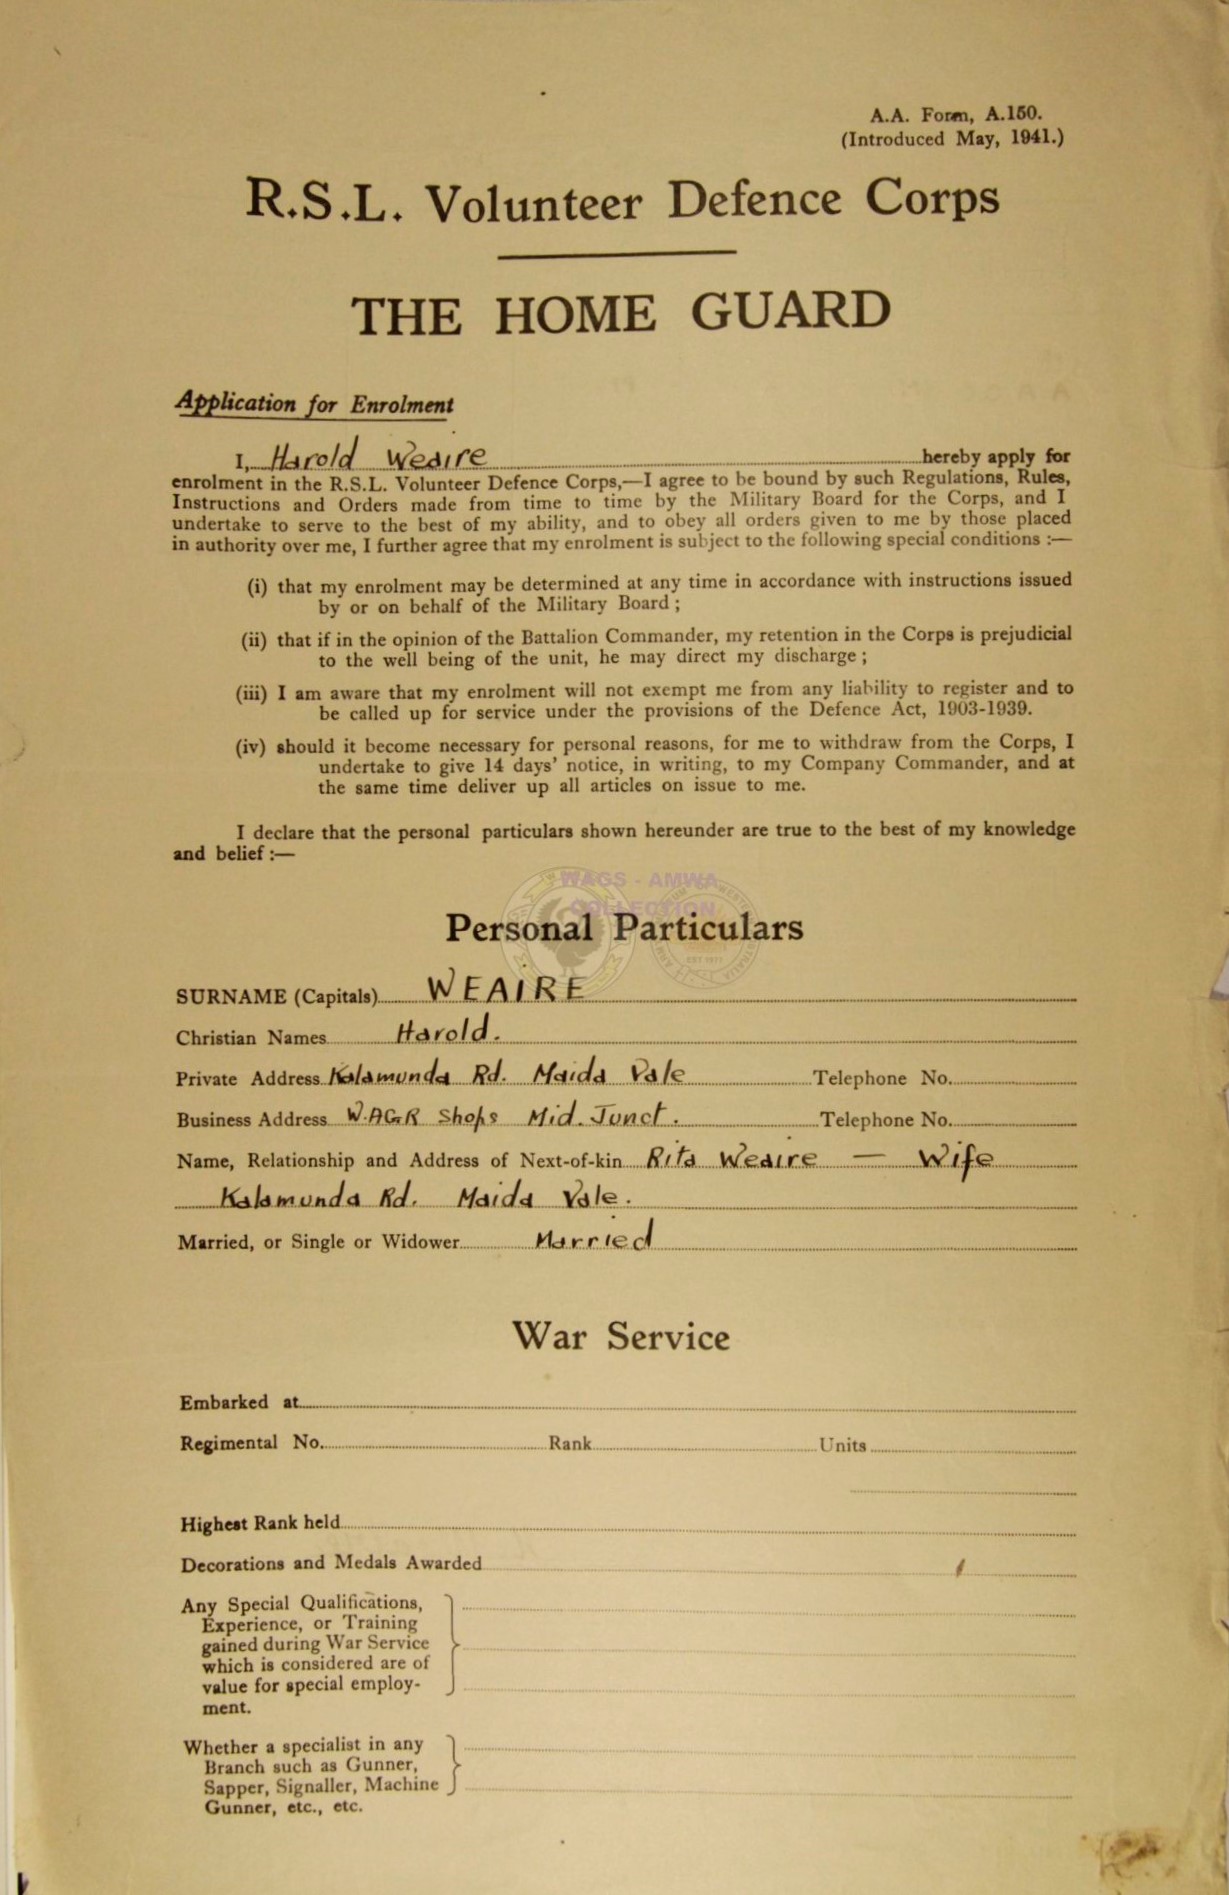 A.A. Form, A.150.
(Introduced May, 1941.)
R.S.L. Volunteer Defence Corps
THE HOME GUARD
Application for Enrolment
I, Harold Weaire hereby apply for
enrolment in the R.S.L. Volunteer Defence Corps,—I agree to be bound by such Regulations, Rules,
Instructions and Orders made from time to time by the Military Board for the Corps, and I
undertake to serve to the best of my ability, and to obey all orders given to me by those placed
in authority over me, I further agree that my enrolment is subject to the following special conditions :—
(i) that my enrolment may be determined at any time in accordance with instructions issued
by or on behalf of the Military Board ;
(ii) that if in the opinion of the Battalion Commander, my retention in the Corps is prejudicial
to the well being of the unit, he may direct my discharge ;
(iii) I am aware that my enrolment will not exempt me from any liability to register and to
be called up for service under the provisions of the Defence Act, 1903-1939.
(iv) should it become necessary for personal reasons, for me to withdraw from the Corps, I
undertake to give 14 days' notice, in writing, to my Company Commander, and at
the same time deliver up all articles on issue to me.
I declare that the personal particulars shown hereunder are true to the best of my knowledge
and belief :—
WAGS - AMWA
COLLECTION
EST 1977
Personal Particulars
SURNAME (Capitals) WEAIRE
Christian Names Harold.
Private Address Kalamunda Rd. Maida Vale Telephone No.
Business Address W.AGR Shops Mid. Junct. Telephone No.
Name, Relationship and Address of Next-of-kin Rita Weaire — Wife
Kalamunda Rd. Maida Vale.
Married, or Single or Widower Married
War Service
Embarked at
Regimental No. Rank Units
Highest Rank held
Decorations and Medals Awarded
Any Special Qualifications,
Experience, or Training
gained during War Service
which is considered are of
value for special employ-
ment.
Whether a specialist in any
Branch such as Gunner,
Sapper, Signaller, Machine
Gunner, etc., etc.